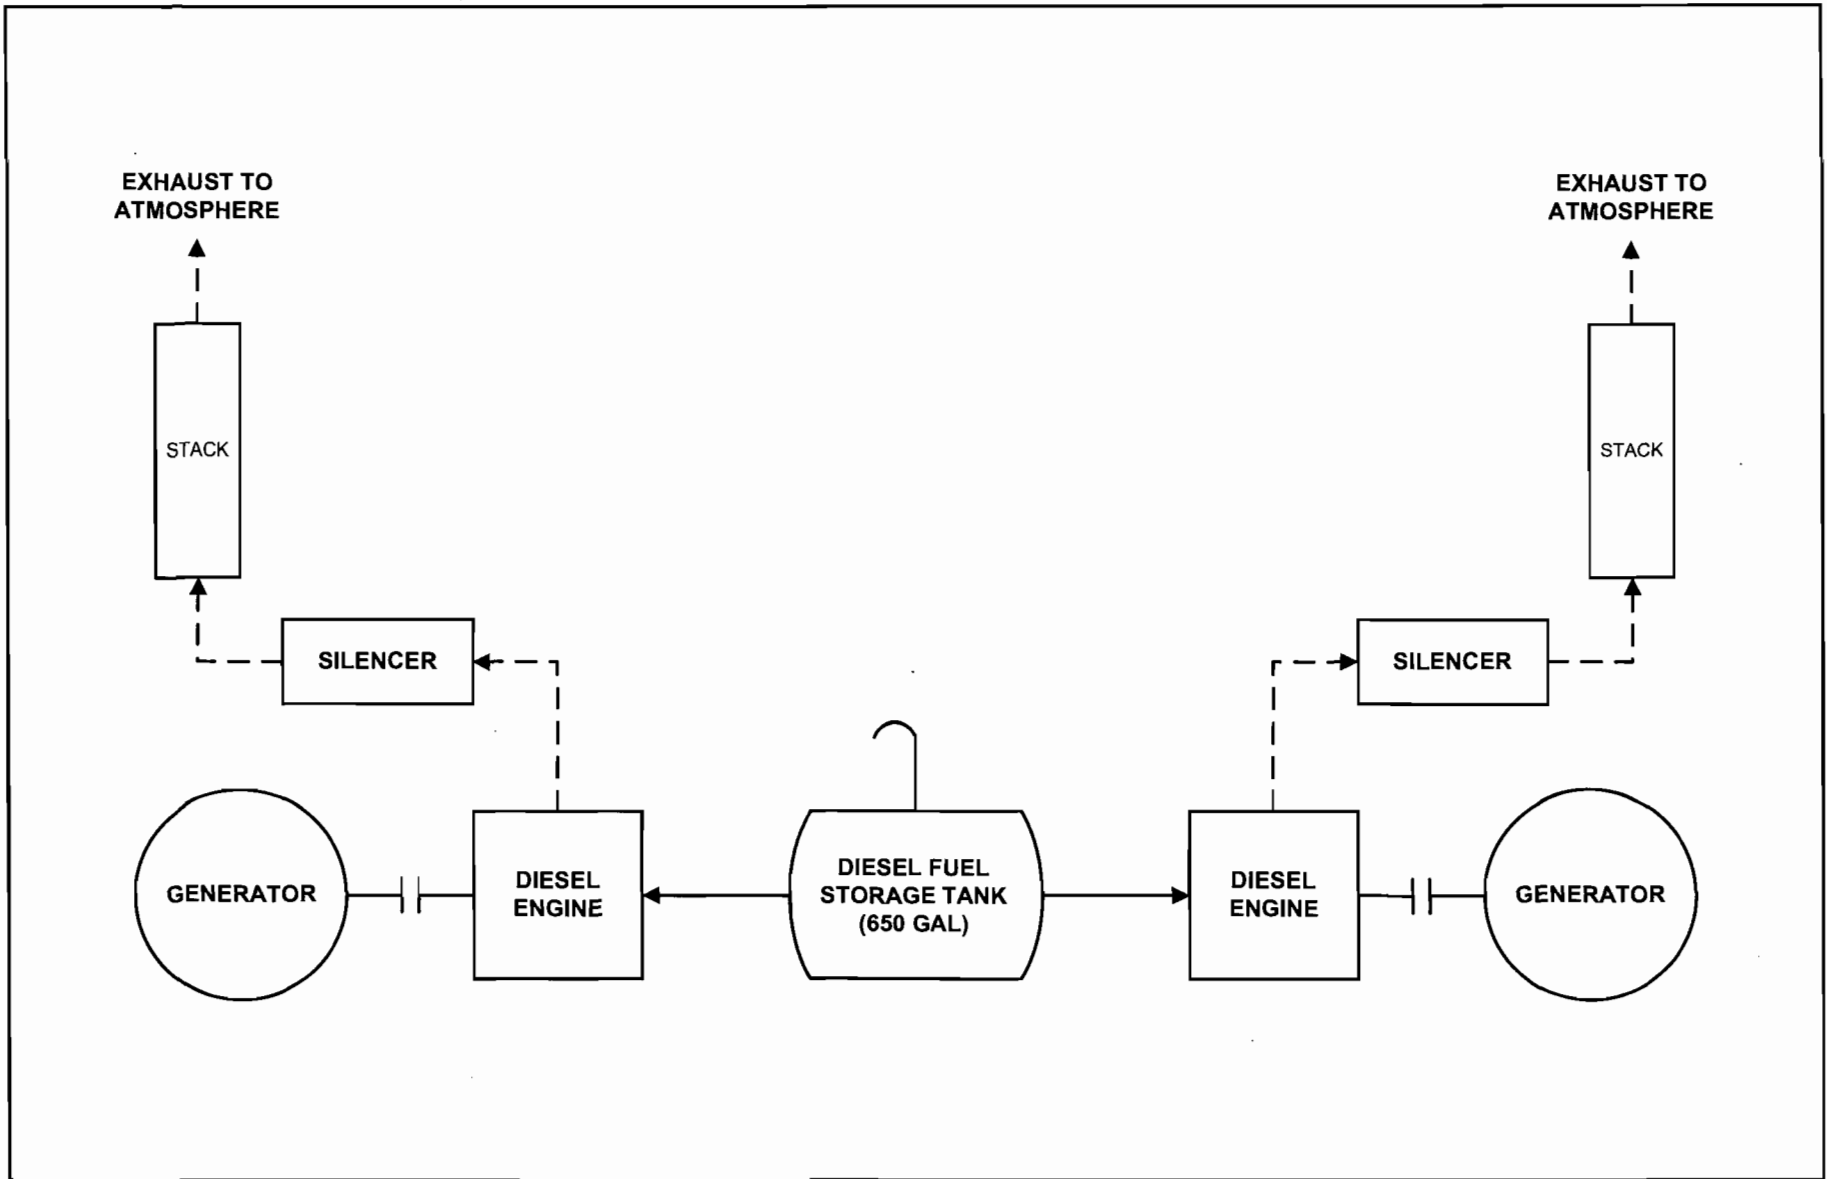 EXHAUST TO
ATMOSPHERE
EXHAUST TO
ATMOSPHERE
STACK
STACK
SILENCER
SILENCER
GENERATOR
DIESEL
ENGINE
DIESEL FUEL
STORAGE TANK
(650 GAL)
DIESEL
ENGINE
GENERATOR